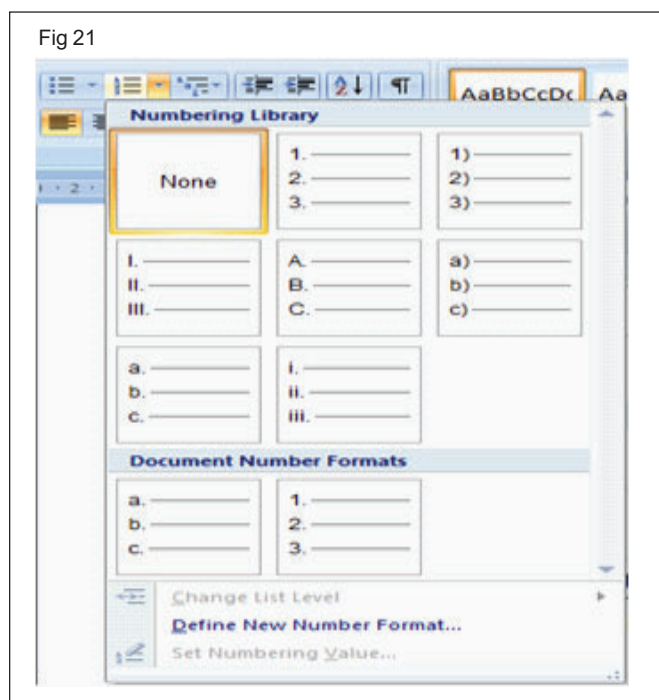 Fig 21
AaBbCcDc Aa
2
Numbering Library
None
1.
2.
3.
1)
2)
3)
I.
II.
III.
A.
B.
C.
a)
b)
c)
a.
b.
c.
i.
ii.
iii.
Document Number Formats
a.
b.
c.
1.
2.
3.
Change List Level
Define New Number Format...
Set Numbering Value...